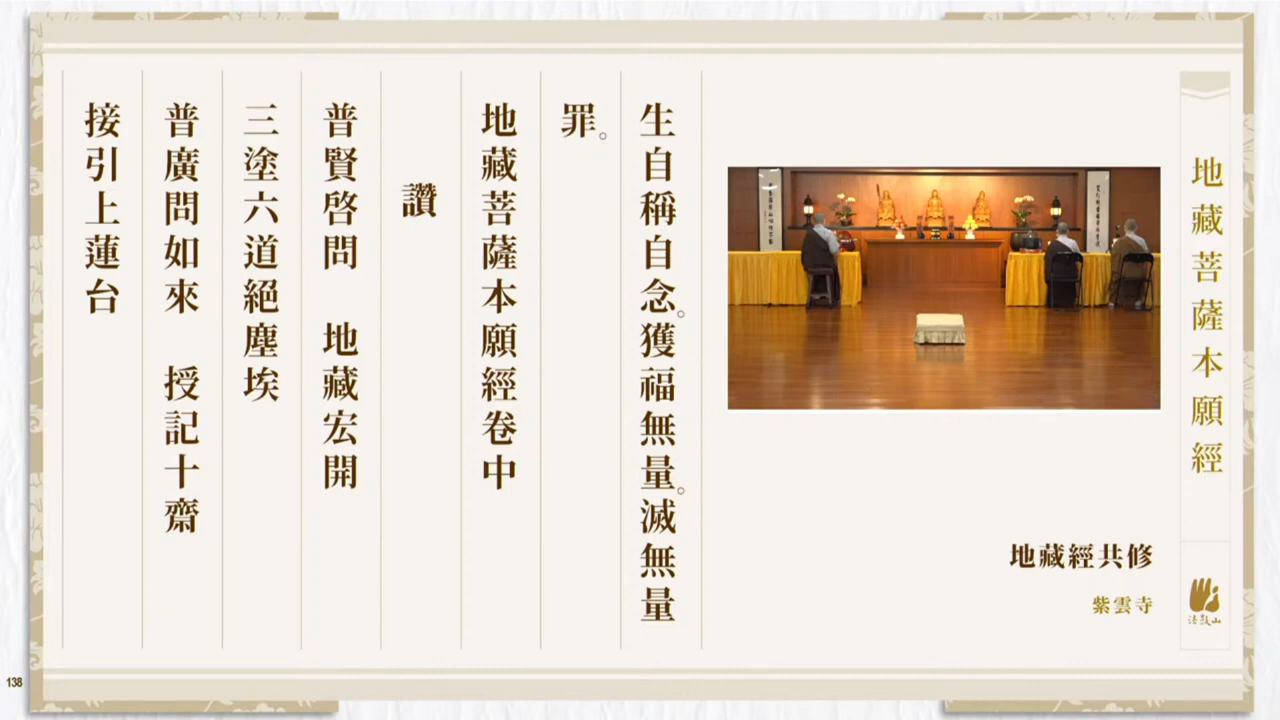 地藏菩薩本願經
法鼓山
地藏經共修
紫雲寺
生自稱自念。獲福無量。滅無量
罪。
地藏菩薩本願經卷中
讚
普賢啓問　地藏宏開
三塗六道絕塵埃
普廣問如來　授記十齋
接引上蓮台
138